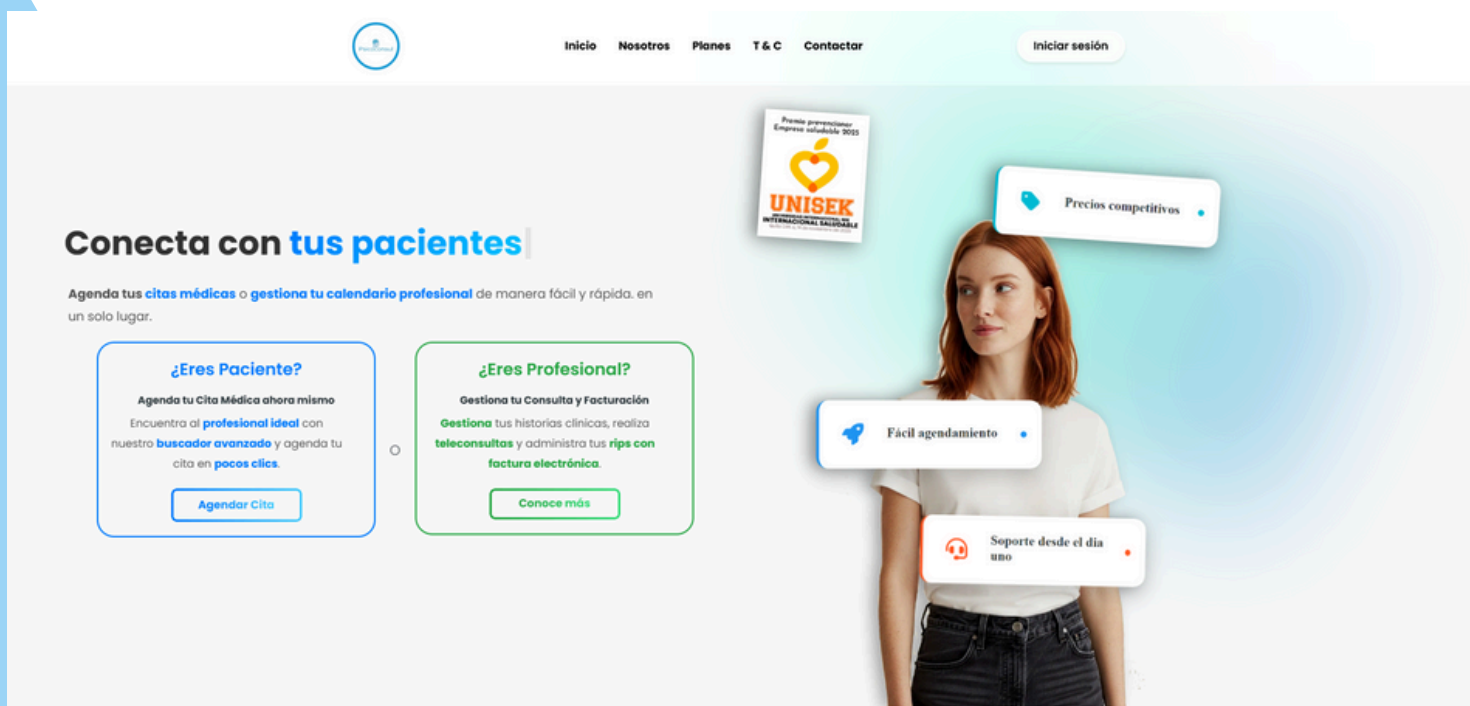 Inicio Nosotros Planes T & C Contactar Iniciar sesión
Premio prevencionar
Empresa saludable 2025
UNISEK
INTERNACIONAL SALUDABLE
Conecta con tus pacientes
Agenda tus citas médicas o gestiona tu calendario profesional de manera fácil y rápida. en
un solo lugar.
¿Eres Paciente?
Agenda tu Cita Médica ahora mismo
Encuentra al profesional ideal con
nuestro buscador avanzado y agenda tu
cita en pocos clics.
Agendar Cita
O
¿Eres Profesional?
Gestiona tu Consulta y Facturación
Gestiona tus historias clínicas, realiza
teleconsultas y administra tus rips con
factura electrónica.
Conoce más
Precios competitivos
Fácil agendamiento
Soporte desde el dia
uno